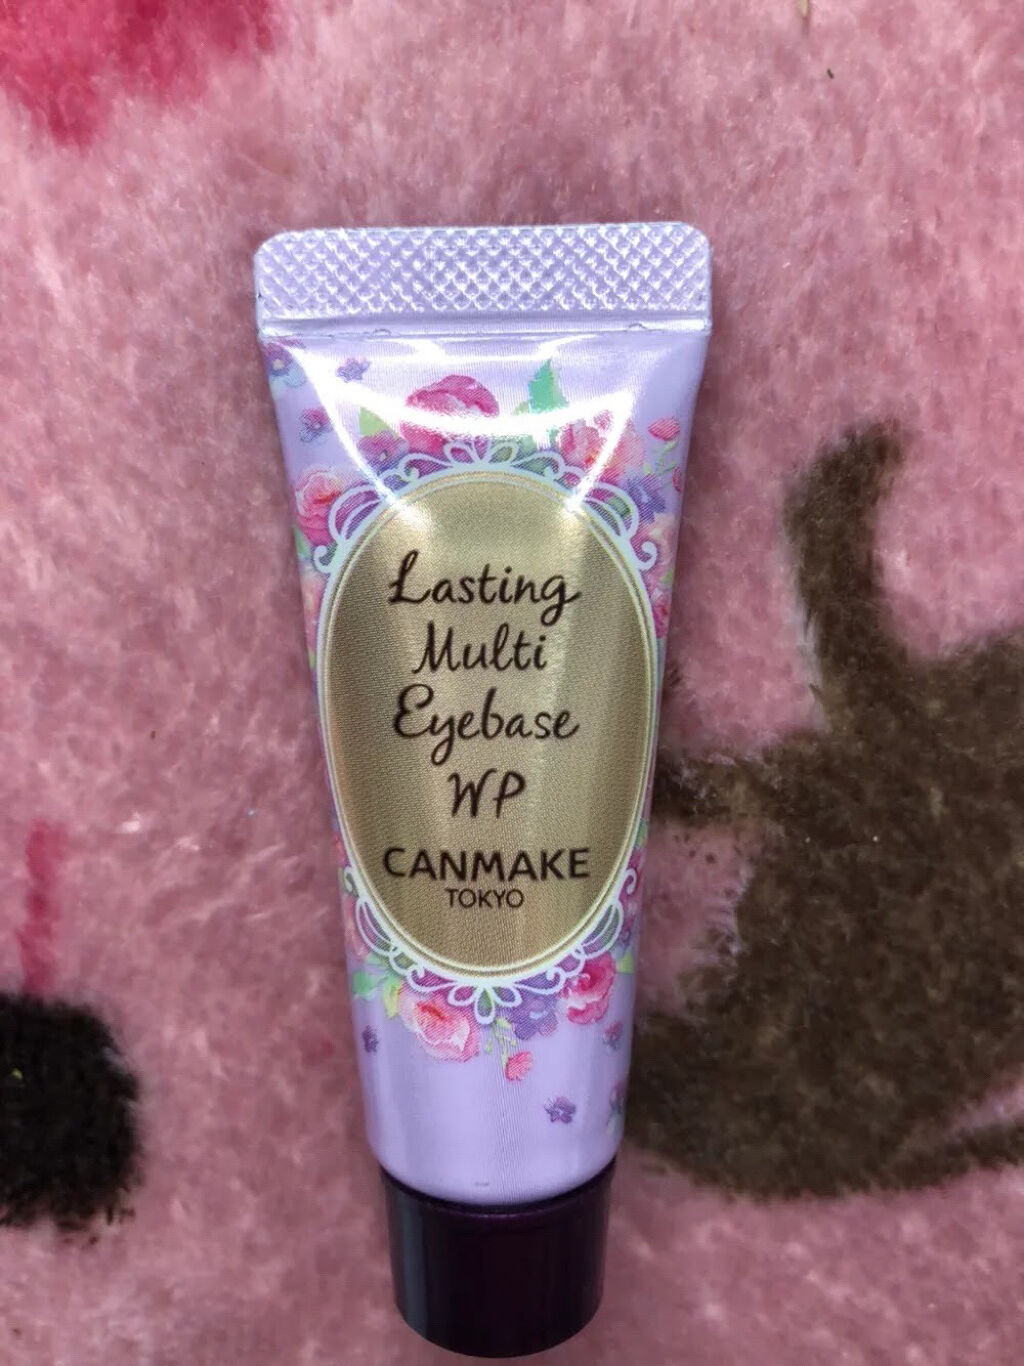 Lasting
Multi
Eyebase
WP
CANMAKE
TOKYO